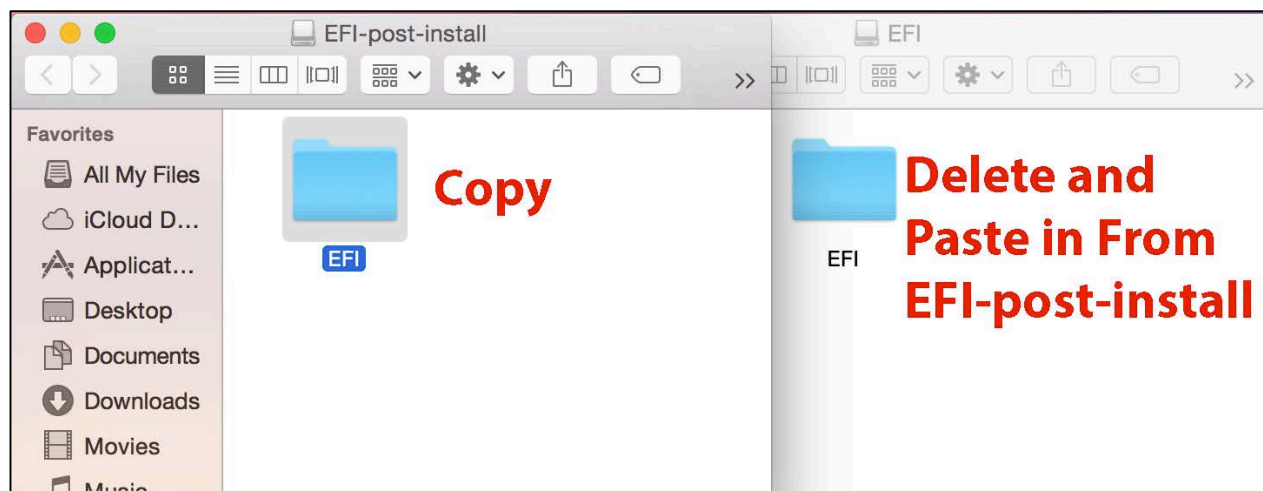 EFI-post-install
EFI
Favorites
All My Files
iCloud D...
Applicat...
Desktop
Documents
Downloads
Movies
Music
EFI
Copy
EFI
Delete and
Paste in From
EFI-post-install